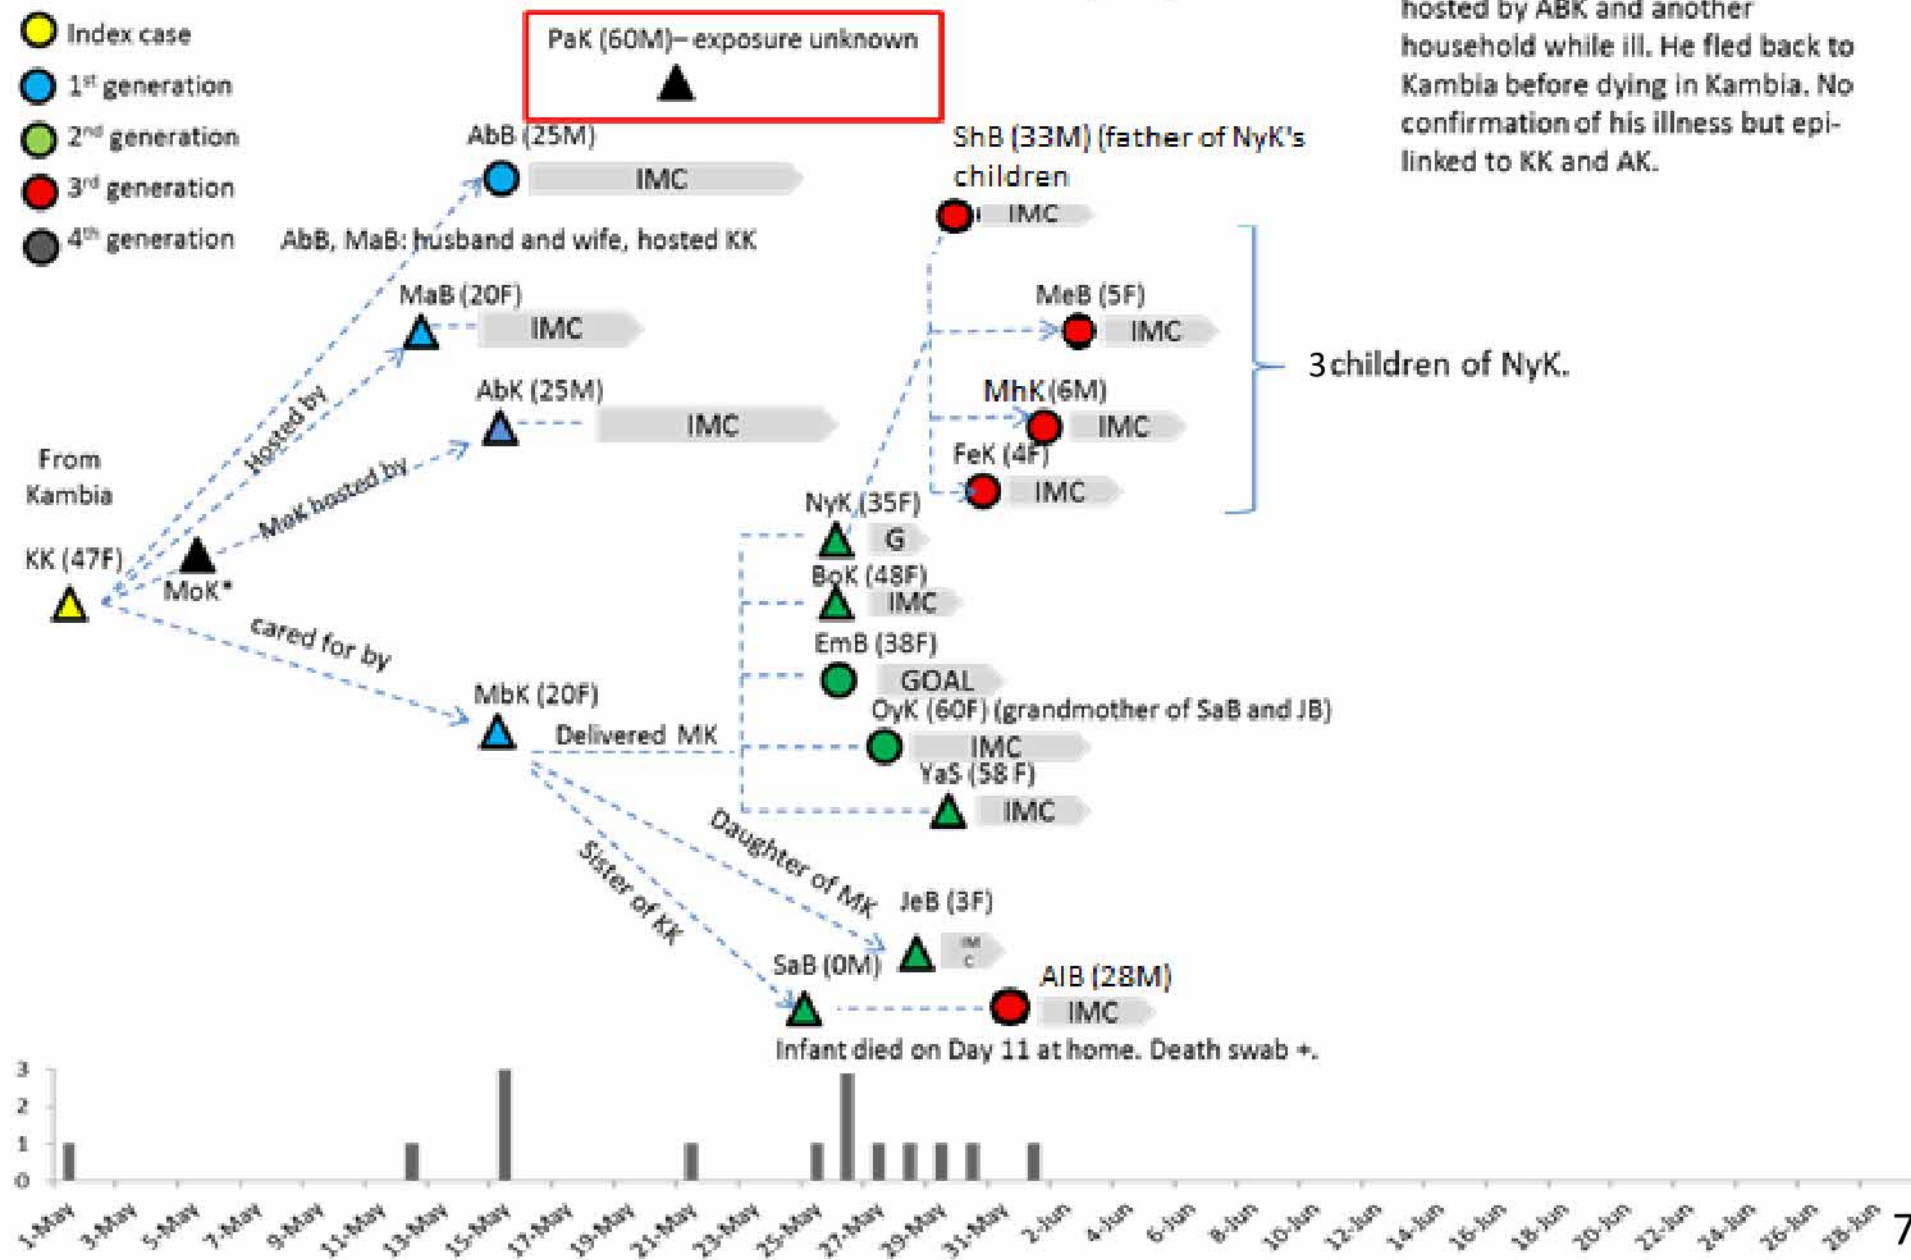 Index case
1st generation
2nd generation
3rd generation
4th generation
PaK (60M)– exposure unknown
hosted by ABK and another
household while ill. He fled back to
Kambia before dying in Kambia. No
confirmation of his illness but epi-
linked to KK and AK.
AbB (25M)
IMC
AbB, MaB: husband and wife, hosted KK
MaB (20F)
IMC
AbK (25M)
IMC
Hosted by
MaK hosted by
From
Kambia
KK (47F)
MoK*
cared for by
MbK (20F)
Delivered MK
ShB (33M) (father of NyK's
children
IMC
MeB (5F)
IMC
MhK (6M)
IMC
FeK (4F)
IMC
3 children of NyK.
NyK (35F)
G
BoK (48F)
IMC
EmB (38F)
GOAL
OyK (60F) (grandmother of SaB and JB)
IMC
YaS (58 F)
IMC
Daughter of MK
Sister of KK
JeB (3F)
IM
C
SaB (0M)
AIB (28M)
IMC
Infant died on Day 11 at home. Death swab +.
3
2
1
0
1-May
3-May
5-May
7-May
9-May
11-May
13-May
15-May
17-May
19-May
21-May
23-May
25-May
27-May
29-May
31-May
2-Jun
4-Jun
6-Jun
8-Jun
10-Jun
12-Jun
14-Jun
16-Jun
18-Jun
20-Jun
22-Jun
24-Jun
26-Jun
28-Jun
7